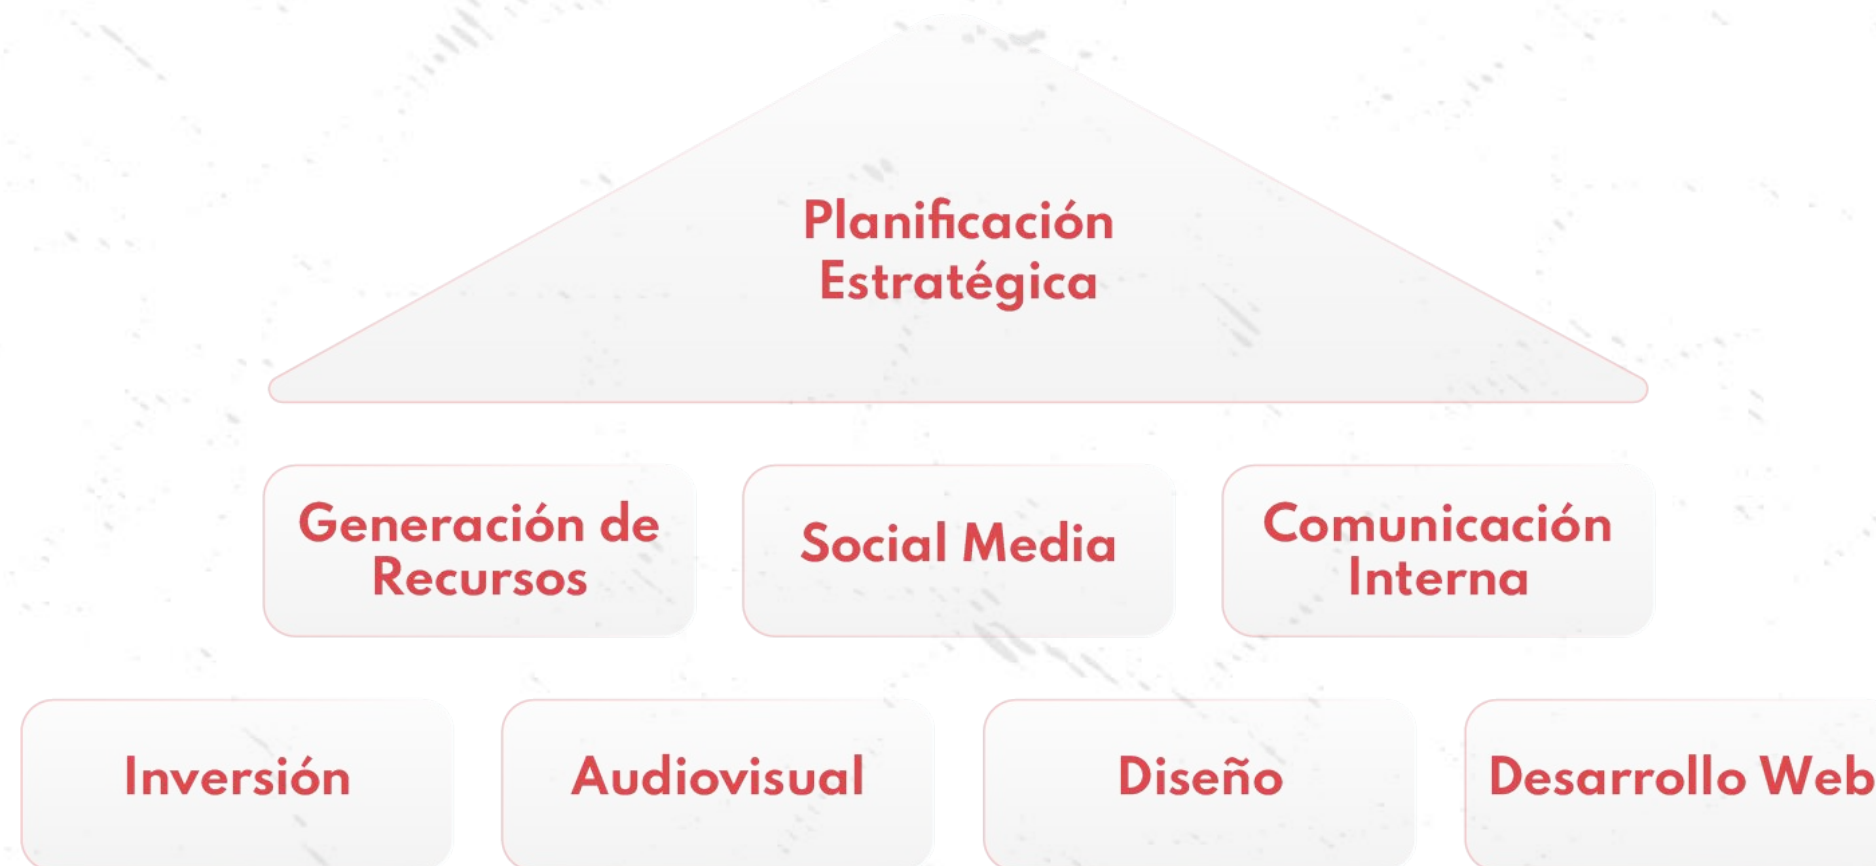 Planificación
Estratégica
Generación de
Recursos
Social Media
Comunicación
Interna
Inversión
Audiovisual
Diseño
Desarrollo Web